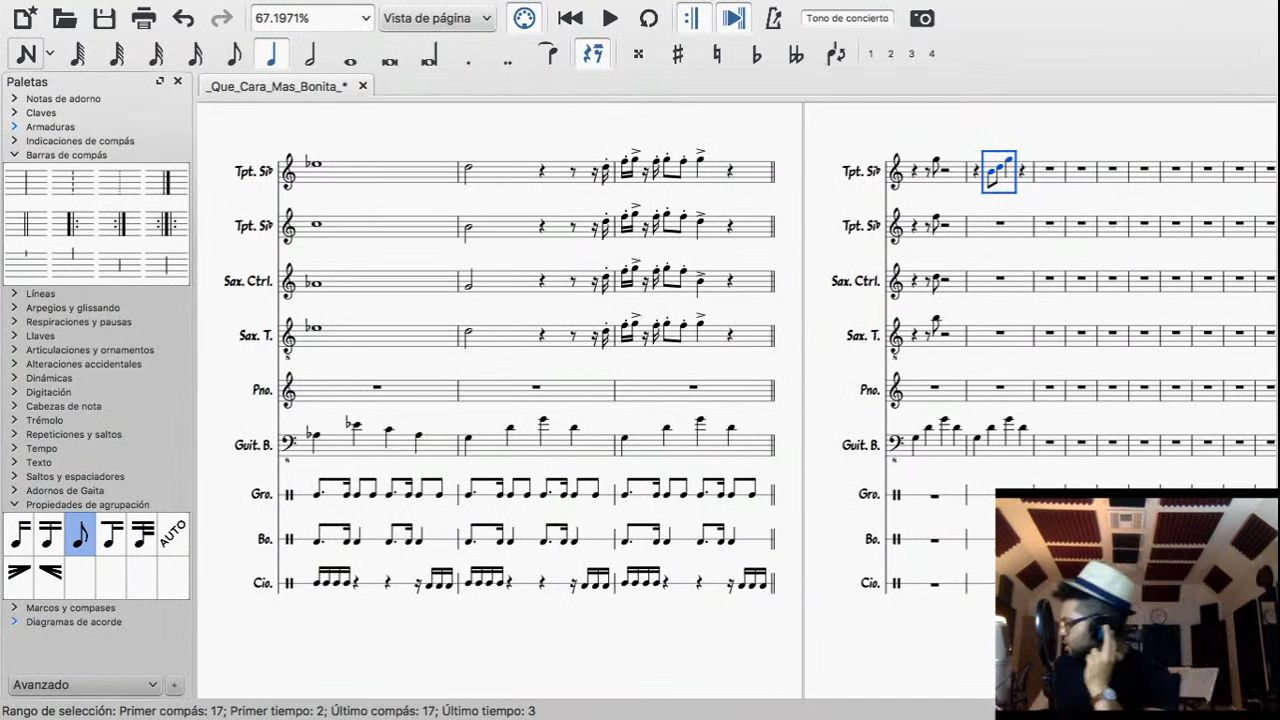 67.1971%
Vista de página
Tono de concierto
1 2 3 4
Paletas
_Que_Cara_Mas_Bonita_*
Notas de adorno
Claves
Armaduras
Indicaciones de compás
Barras de compás
Líneas
Arpegios y glissando
Respiraciones y pausas
Llaves
Articulaciones y ornamentos
Alteraciones accidentales
Dinámicas
Digitación
Cabezas de nota
Trémolo
Repeticiones y saltos
Tempo
Texto
Saltos y espaciadores
Adornos de Gaita
Propiedades de agrupación
AUTO
Marcos y compases
Diagramas de acorde
Avanzado
Tpt. Si♭
Tpt. Si♭
Sax. Ctrl.
Sax. T.
Pno.
Guit. B.
Gro.
Bo.
Cio.
Tpt. Si♭
Tpt. Si♭
Sax. Ctrl.
Sax. T.
Pno.
Guit. B.
Gro.
Bo.
Cio.
Rango de selección: Primer compás: 17; Primer tiempo: 2; Último compás: 17; Último tiempo: 3